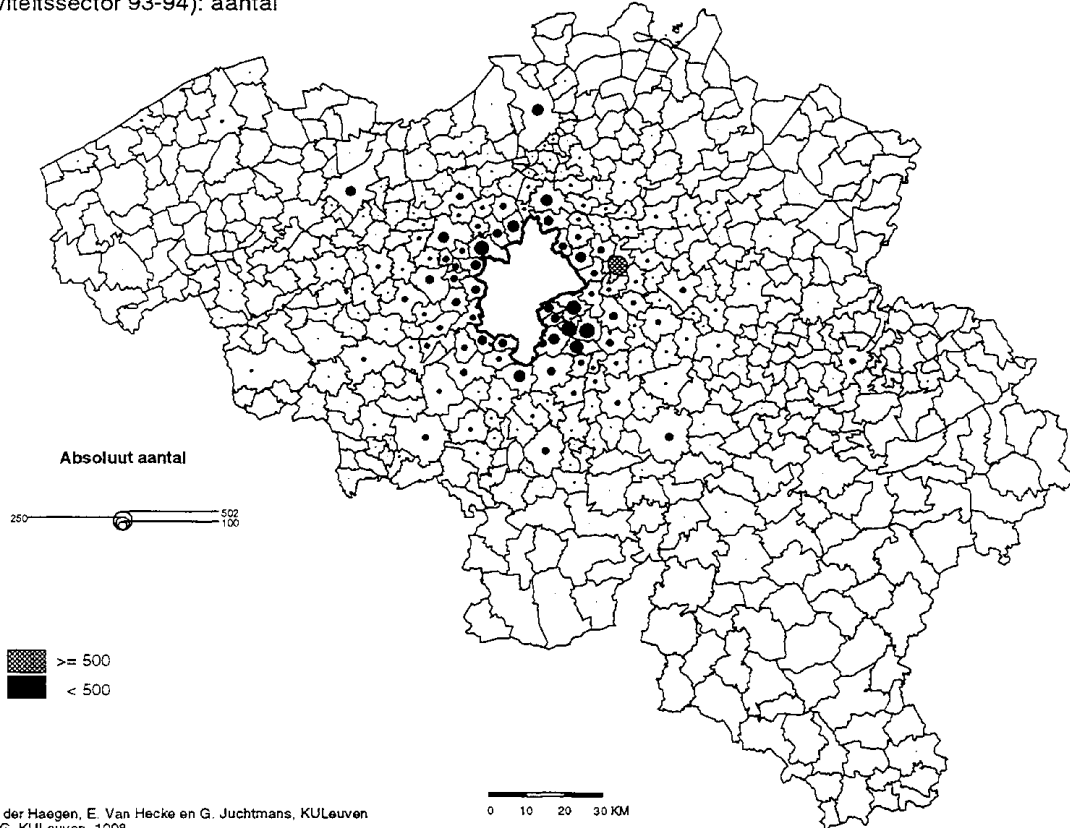 93-94): aantal
Absoluut aantal
250
502
100
>= 500
< 500
0 10 20 30 KM
der Haegen, E. Van Hecke en G. Juchtmans, KULeuven